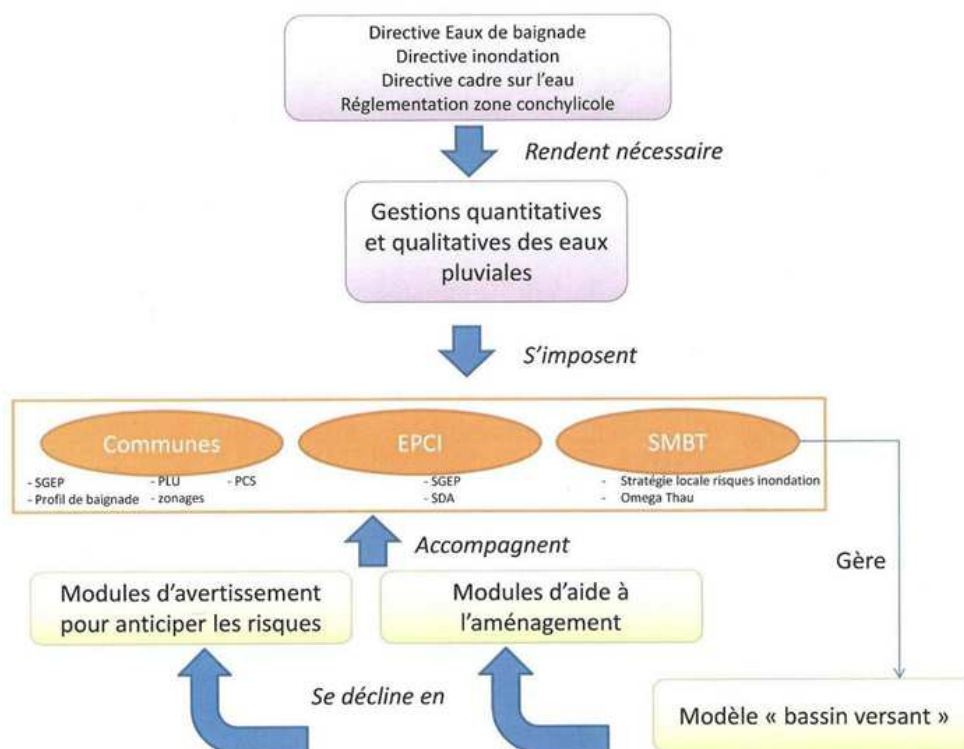 Directive Eaux de baignade
Directive inondation
Directive cadre sur l'eau
Réglementation zone conchylicole
Rendent nécessaire
Gestions quantitatives
et qualitatives des eaux
pluviales
S'imposent
Communes
- SGEP
- Profil de baignade
- PLU
- zonages
- PCS
EPCI
- SGEP
- SDA
SMBT
- Stratégie locale risques inondation
- Omega Thau
Accompagnent
Gère
Modules d'avertissement
pour anticiper les risques
Modules d'aide à
l'aménagement
Se décline en
Modèle « bassin versant »